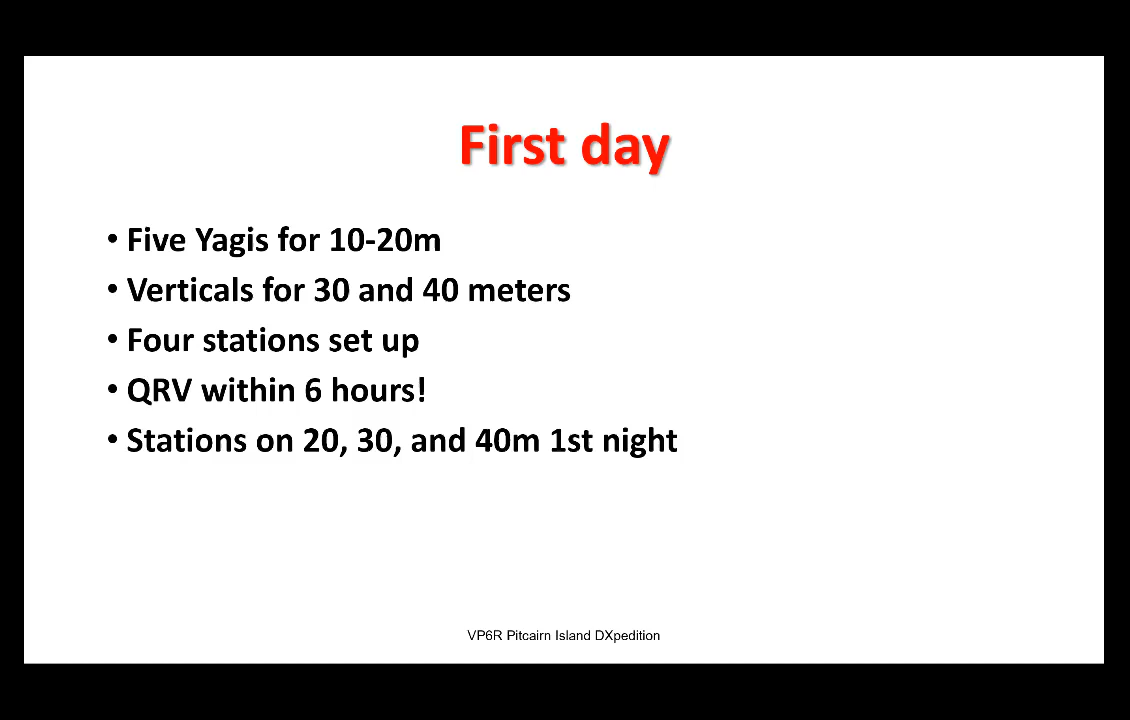 First day
• Five Yagis for 10-20m
• Verticals for 30 and 40 meters
• Four stations set up
• QRV within 6 hours!
• Stations on 20, 30, and 40m 1st night
VP6R Pitcairn Island DXpedition